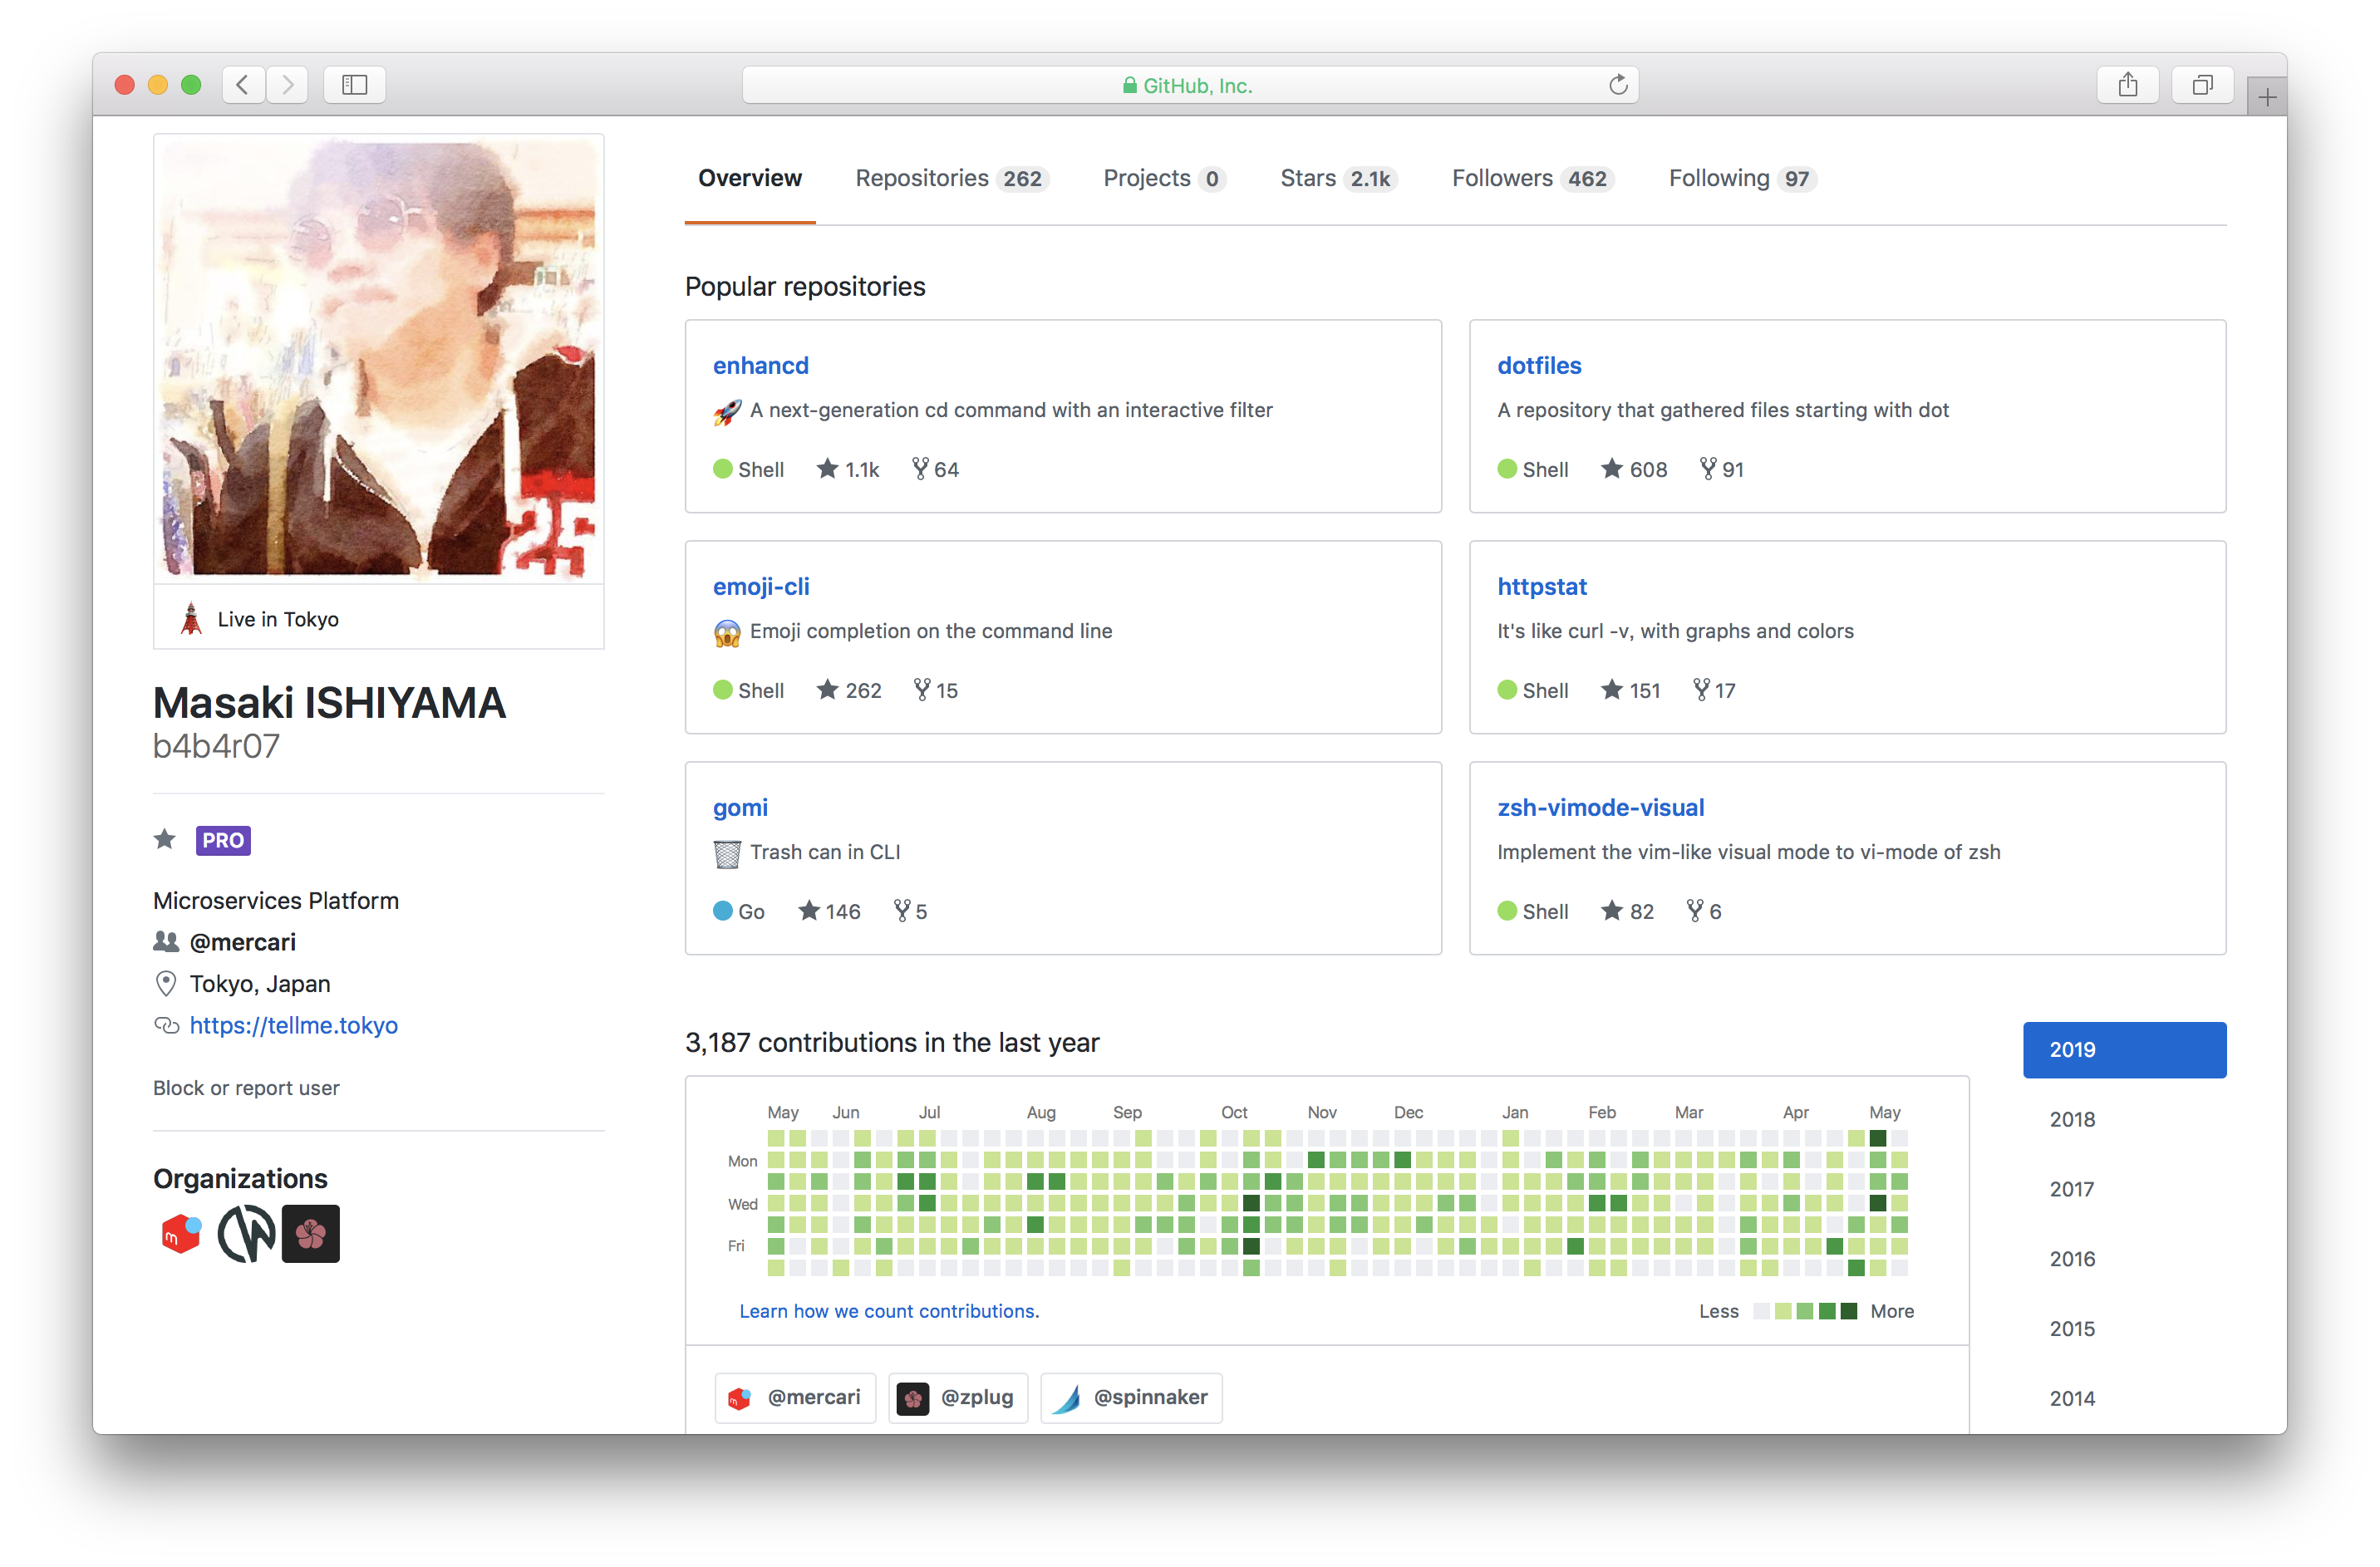 GitHub, Inc.
Overview Repositories 262 Projects 0 Stars 2.1k Followers 462 Following 97
25
Live in Tokyo
Masaki ISHIYAMA
b4b4r07
PRO
Microservices Platform
@mercari
Tokyo, Japan
https://tellme.tokyo
Block or report user
Organizations
m
Popular repositories
enhancd
A next-generation cd command with an interactive filter
Shell 1.1k 64
dotfiles
A repository that gathered files starting with dot
Shell 608 91
emoji-cli
Emoji completion on the command line
Shell 262 15
httpstat
It's like curl -v, with graphs and colors
Shell 151 17
gomi
Trash can in CLI
Go 146 5
zsh-vimode-visual
Implement the vim-like visual mode to vi-mode of zsh
Shell 82 6
3,187 contributions in the last year
May Jun Jul Aug Sep Oct Nov Dec Jan Feb Mar Apr May
Mon
Wed
Fri
Learn how we count contributions.
Less More
m @mercari @zplug @spinnaker
2019
2018
2017
2016
2015
2014